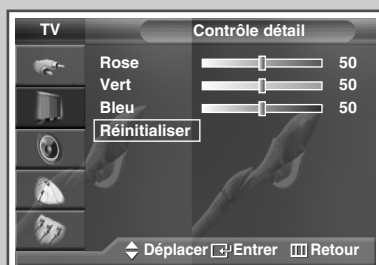 TV Contrôle détail
Rose 50
Vert 50
Bleu 50
Réinitialiser
Déplacer Entrer Retour